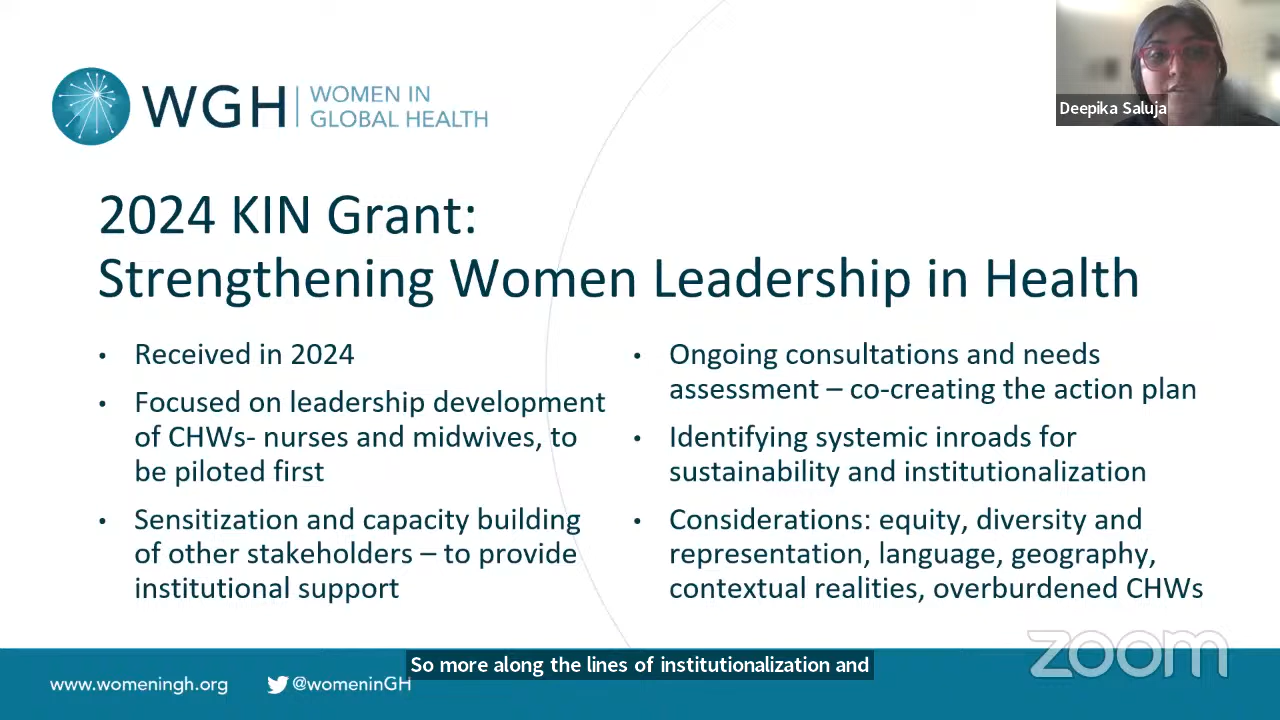 WGH
WOMEN IN
GLOBAL HEALTH
Deepika Saluja
2024 KIN Grant:
Strengthening Women Leadership in Health
• Received in 2024
• Focused on leadership development
of CHWs- nurses and midwives, to
be piloted first
• Sensitization and capacity building
of other stakeholders – to provide
institutional support
• Ongoing consultations and needs
assessment – co-creating the action plan
• Identifying systemic inroads for
sustainability and institutionalization
• Considerations: equity, diversity and
representation, language, geography,
contextual realities, overburdened CHWs
zoom
So more along the lines of institutionalization and
www.womeningh.org
@womeninGH